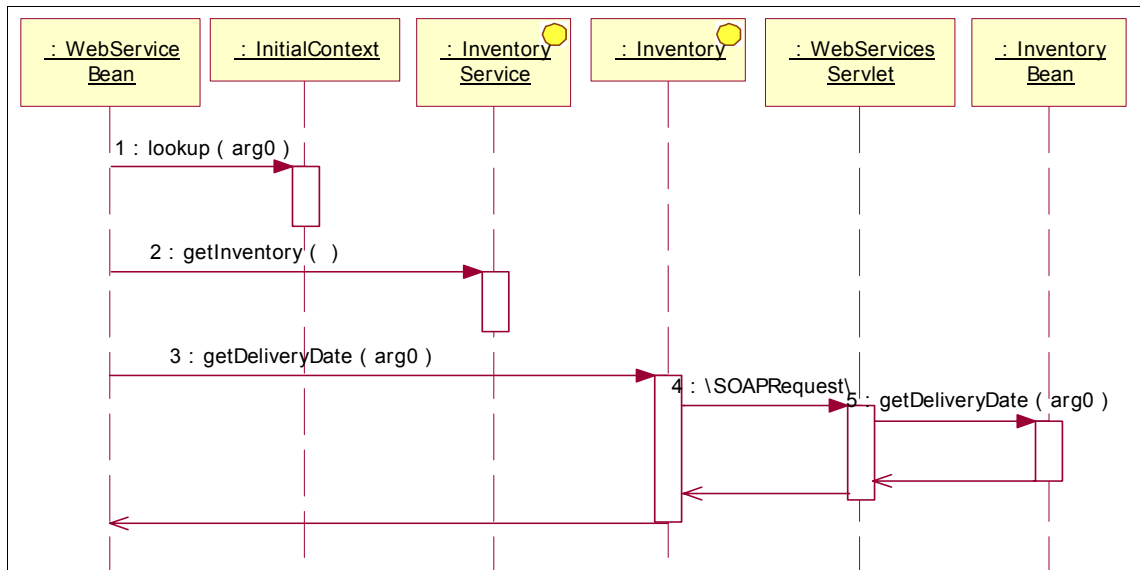 : WebService
Bean
: InitialContext
: Inventory
Service
: Inventory
: WebServices
Servlet
: Inventory
Bean
1 : lookup ( arg0 )
2 : getInventory (  )
3 : getDeliveryDate ( arg0 )
4 : \SOAPRequest\
5 : getDeliveryDate ( arg0 )